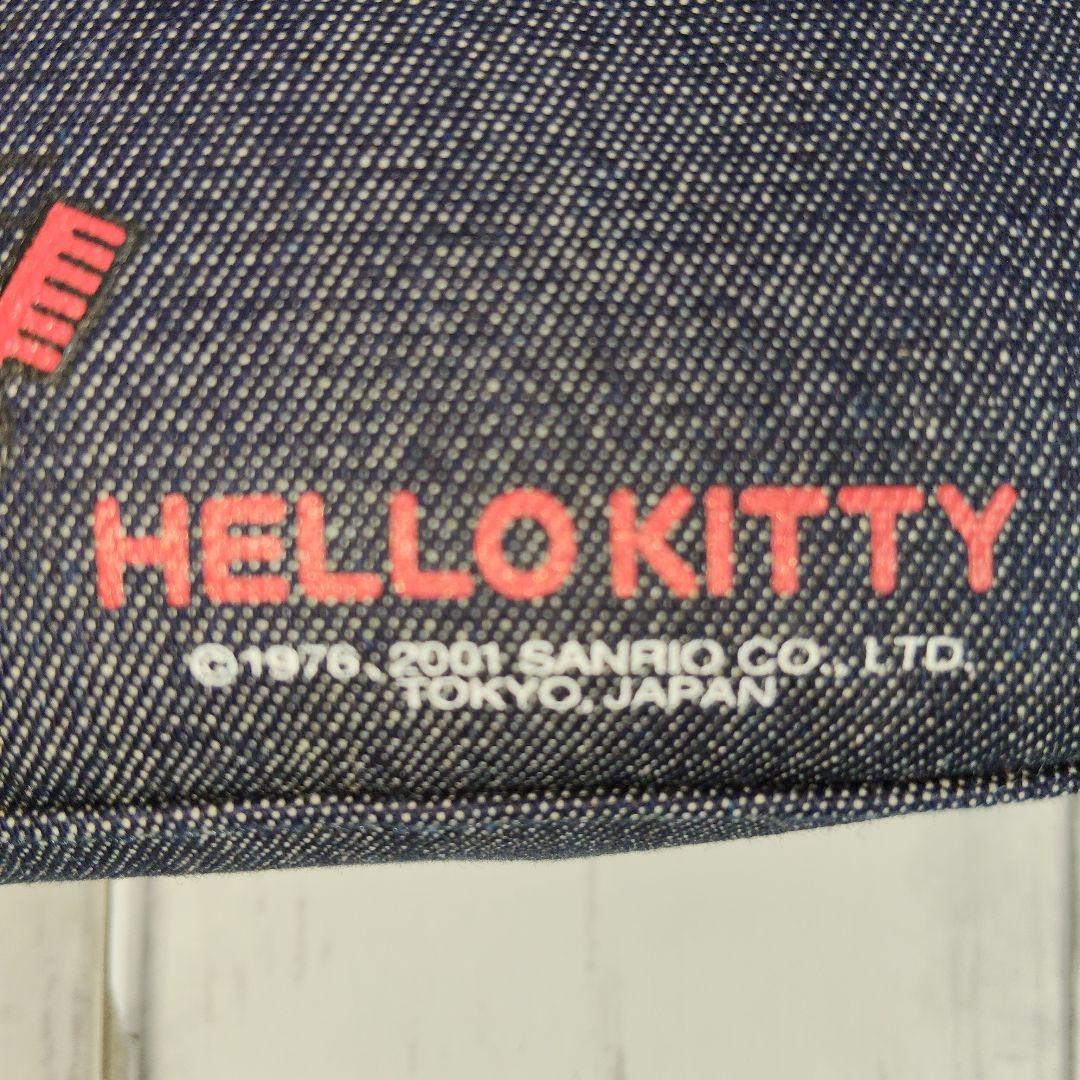 HELLO KITTY
©1976, 2001 SANRIO CO., LTD.
TOKYO, JAPAN